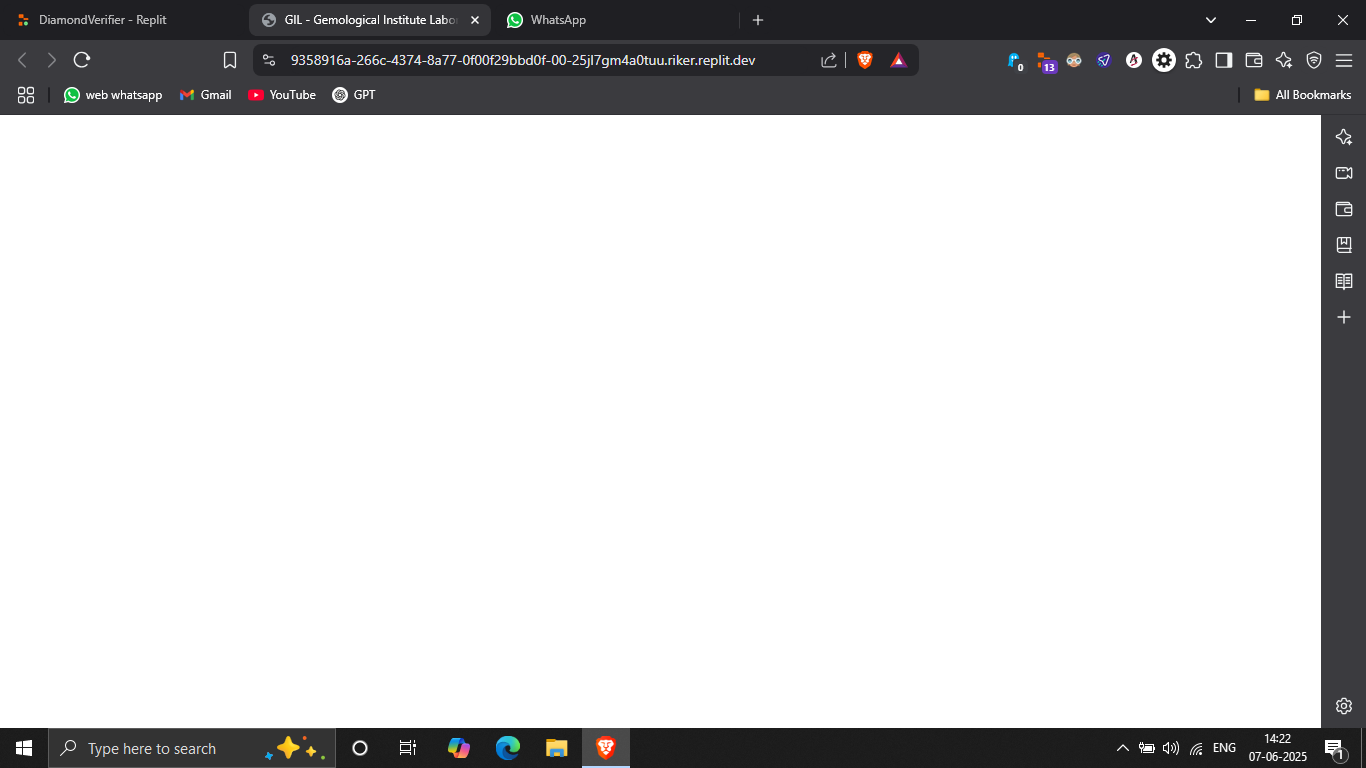 DiamondVerifier - Replit
GIL - Gemological Institute Labor
WhatsApp
9358916a-266c-4374-8a77-0f00f29bbd0f-00-25jl7gm4a0tuu.riker.replit.dev
0
13
web whatsapp
Gmail
YouTube
GPT
All Bookmarks
Type here to search
ENG
14:22
07-06-2025
1